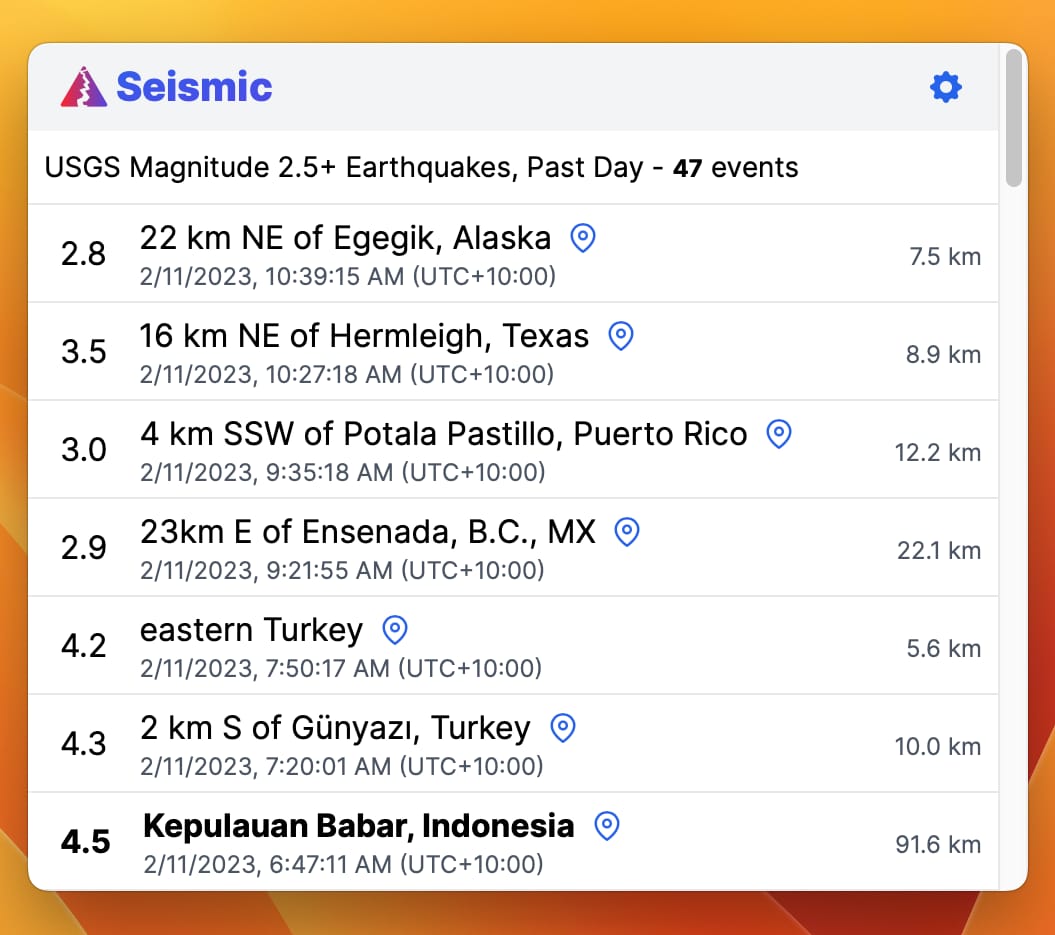 Seismic
USGS Magnitude 2.5+ Earthquakes, Past Day - 47 events
2.8
22 km NE of Egegik, Alaska
2/11/2023, 10:39:15 AM (UTC+10:00)
7.5 km
3.5
16 km NE of Hermleigh, Texas
2/11/2023, 10:27:18 AM (UTC+10:00)
8.9 km
3.0
4 km SSW of Potala Pastillo, Puerto Rico
2/11/2023, 9:35:18 AM (UTC+10:00)
12.2 km
2.9
23km E of Ensenada, B.C., MX
2/11/2023, 9:21:55 AM (UTC+10:00)
22.1 km
4.2
eastern Turkey
2/11/2023, 7:50:17 AM (UTC+10:00)
5.6 km
4.3
2 km S of Günyazı, Turkey
2/11/2023, 7:20:01 AM (UTC+10:00)
10.0 km
4.5
Kepulauan Babar, Indonesia
2/11/2023, 6:47:11 AM (UTC+10:00)
91.6 km